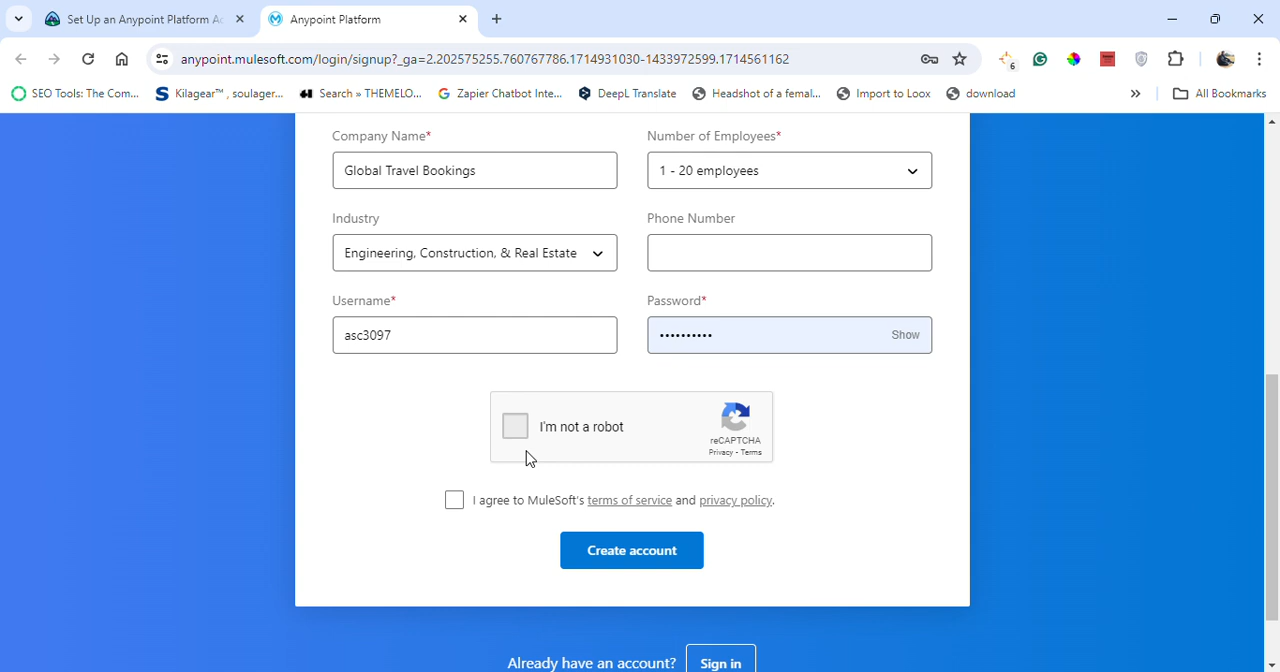 Set Up an Anypoint Platform Ac
Anypoint Platform
anypoint.mulesoft.com/login/signup?_ga=2.202575255.760767786.1714931030-1433972599.1714561162
6
SEO Tools: The Com...
Kilagear™ , soulager...
Search » THEMELO...
Zapier Chatbot Inte...
DeepL Translate
Headshot of a femal...
Import to Loox
download
»
All Bookmarks
Company Name*
Number of Employees*
Global Travel Bookings
1 - 20 employees
Industry
Phone Number
Engineering, Construction, & Real Estate
Username*
Password*
asc3097
••••••••••
Show
I'm not a robot
reCAPTCHA
Privacy - Terms
I agree to MuleSoft's terms of service and privacy policy.
Create account
Already have an account?
Sign in